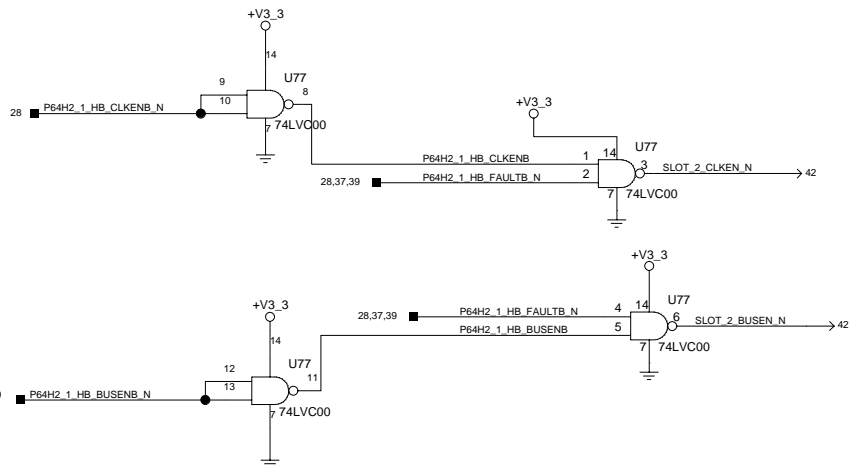 +V3_3
14
U77
9
8
28
P64H2_1_HB_CLKENB_N
10
7
74LVC00
+V3_3
14
U77
P64H2_1_HB_CLKENB
1
3
SLOT_2_CLKEN_N
42
28,37,39
P64H2_1_HB_FAULTB_N
2
7
74LVC00
+V3_3
14
U77
28,37,39
P64H2_1_HB_FAULTB_N
4
6
SLOT_2_BUSEN_N
42
P64H2_1_HB_BUSENB
5
7
74LVC00
+V3_3
14
U77
12
11
P64H2_1_HB_BUSENB_N
13
7
74LVC00